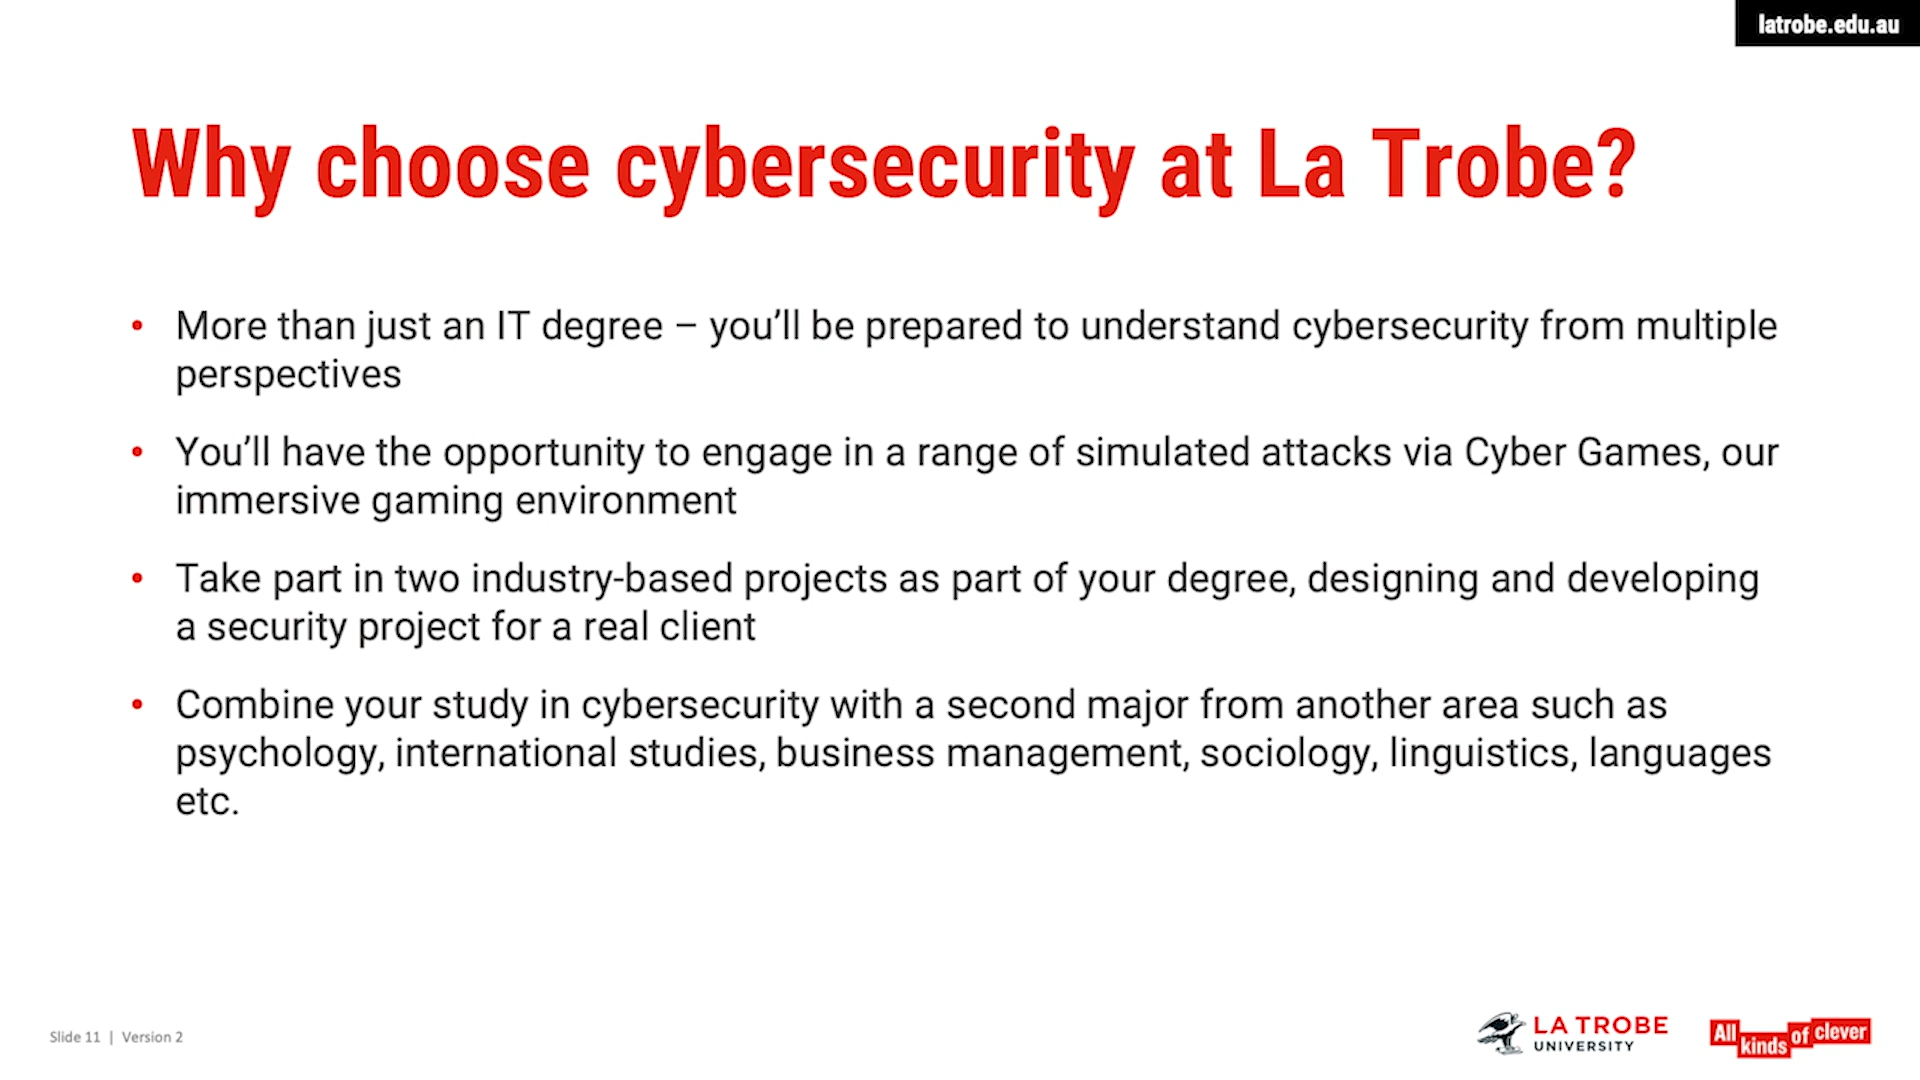 latrobe.edu.au
Why choose cybersecurity at La Trobe?
• More than just an IT degree – you’ll be prepared to understand cybersecurity from multiple
perspectives
• You’ll have the opportunity to engage in a range of simulated attacks via Cyber Games, our
immersive gaming environment
• Take part in two industry-based projects as part of your degree, designing and developing
a security project for a real client
• Combine your study in cybersecurity with a second major from another area such as
psychology, international studies, business management, sociology, linguistics, languages
etc.
Slide 11 | Version 2
LA TROBE
UNIVERSITY
All kinds of clever